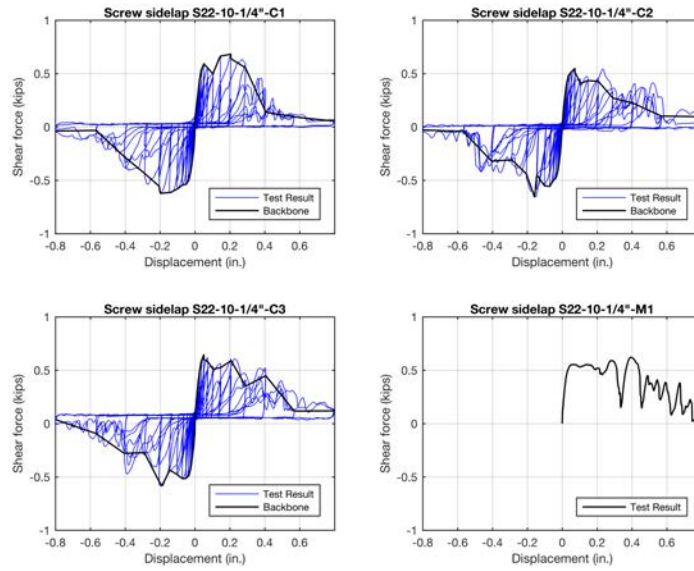 Screw sidelap S22-10-1/4"-C1
Shear force (kips)
1
0.5
0
-0.5
-1
-0.8 -0.6 -0.4 -0.2 0 0.2 0.4 0.6
Displacement (in.)
Test Result
Backbone
Screw sidelap S22-10-1/4"-C2
Shear force (kips)
1
0.5
0
-0.5
-1
-0.8 -0.6 -0.4 -0.2 0 0.2 0.4 0.6
Displacement (in.)
Test Result
Backbone
Screw sidelap S22-10-1/4"-C3
Shear force (kips)
1
0.5
0
-0.5
-1
-0.8 -0.6 -0.4 -0.2 0 0.2 0.4 0.6
Displacement (in.)
Test Result
Backbone
Screw sidelap S22-10-1/4"-M1
Shear force (kips)
1
0.5
0
-0.5
-1
-0.8 -0.6 -0.4 -0.2 0 0.2 0.4 0.6
Displacement (in.)
Test Result